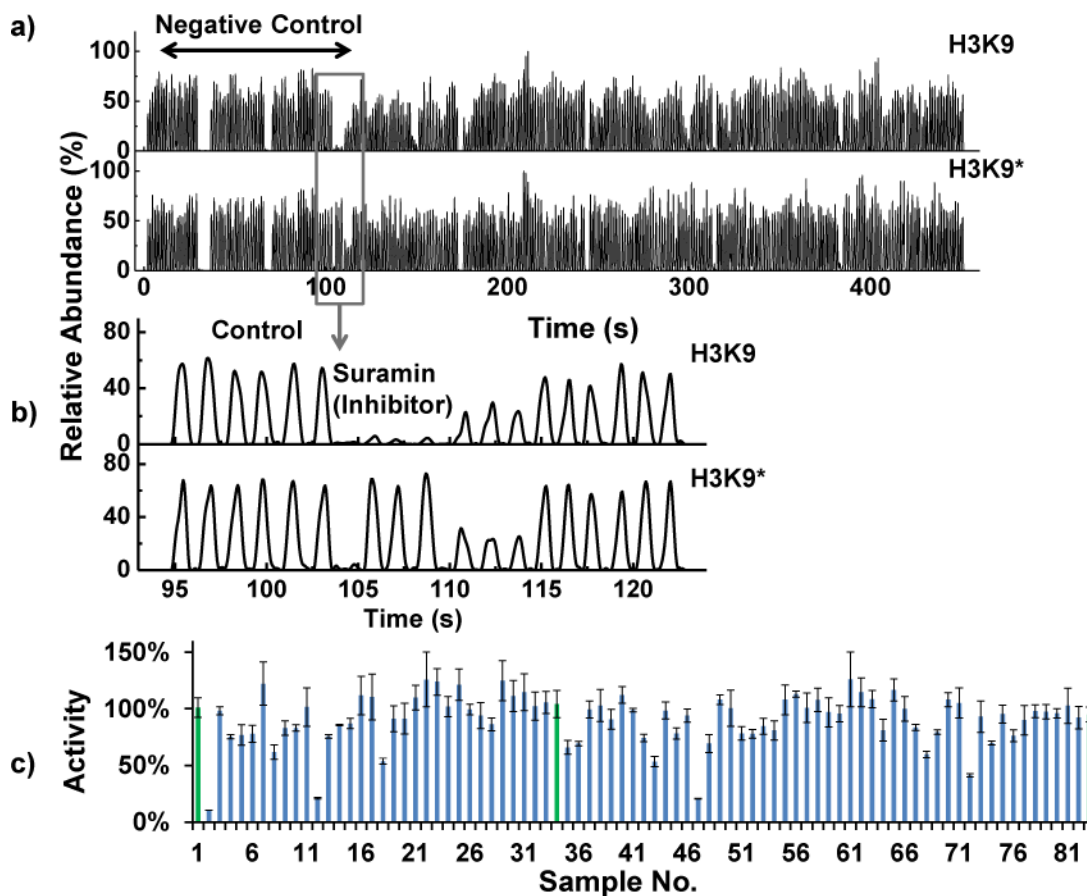 a)
Negative Control
H3K9
100
50
0
H3K9*
100
50
0
Relative Abundance (%)
0 100 200 300 400
Time (s)
b)
Control
H3K9
80
40
0
Suramin
(Inhibitor)
H3K9*
80
40
0
95 100 105 110 115 120
Time (s)
c)
Activity
150%
100%
50%
0%
1 6 11 16 21 26 31 36 41 46 51 56 61 66 71 76 81
Sample No.